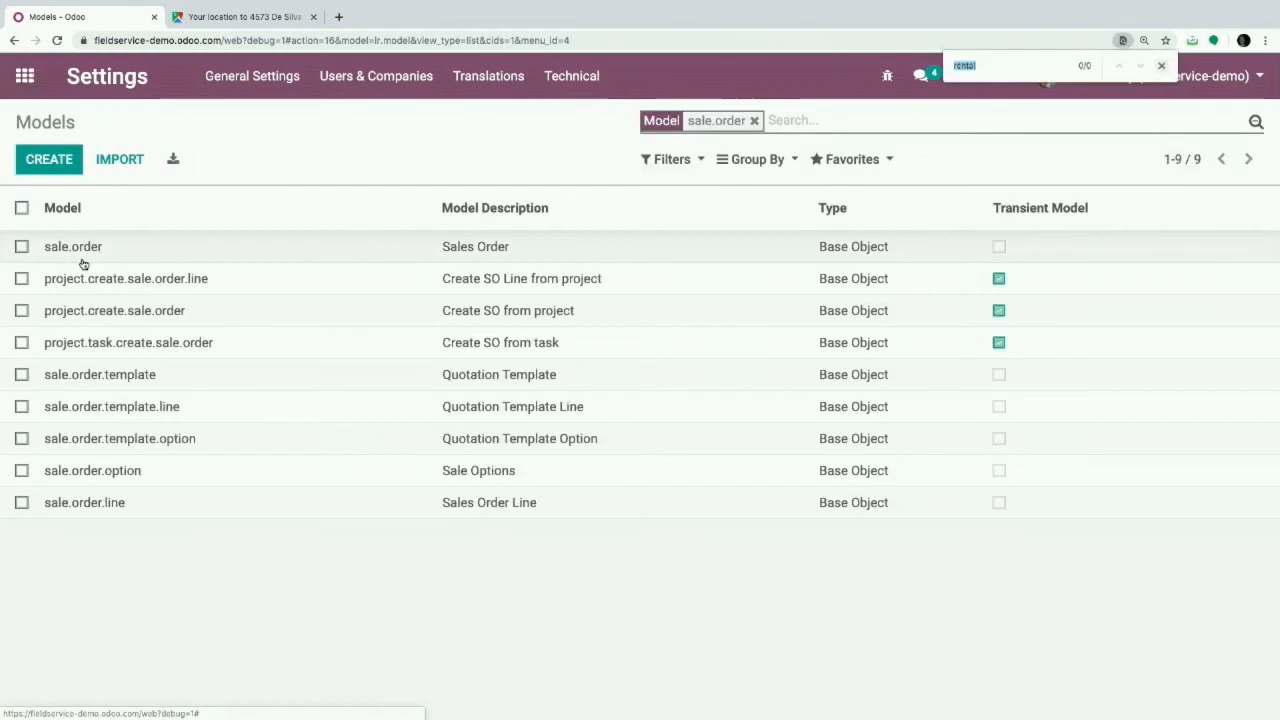 Models - Odoo
Your location to 4573 De Silva
fieldservice-demo.odoo.com/web?debug=1#action=16&model=ir.model&view_type=list&cids=1&menu_id=4
rental 0/0
Settings General Settings Users & Companies Translations Technical 4 service-demo)
Models
Model sale.order Search...
CREATE IMPORT Filters Group By Favorites 1-9 / 9
Model Model Description Type Transient Model
sale.order Sales Order Base Object
project.create.sale.order.line Create SO Line from project Base Object
project.create.sale.order Create SO from project Base Object
project.task.create.sale.order Create SO from task Base Object
sale.order.template Quotation Template Base Object
sale.order.template.line Quotation Template Line Base Object
sale.order.template.option Quotation Template Option Base Object
sale.order.option Sale Options Base Object
sale.order.line Sales Order Line Base Object
https://fieldservice-demo.odoo.com/web?debug=1#